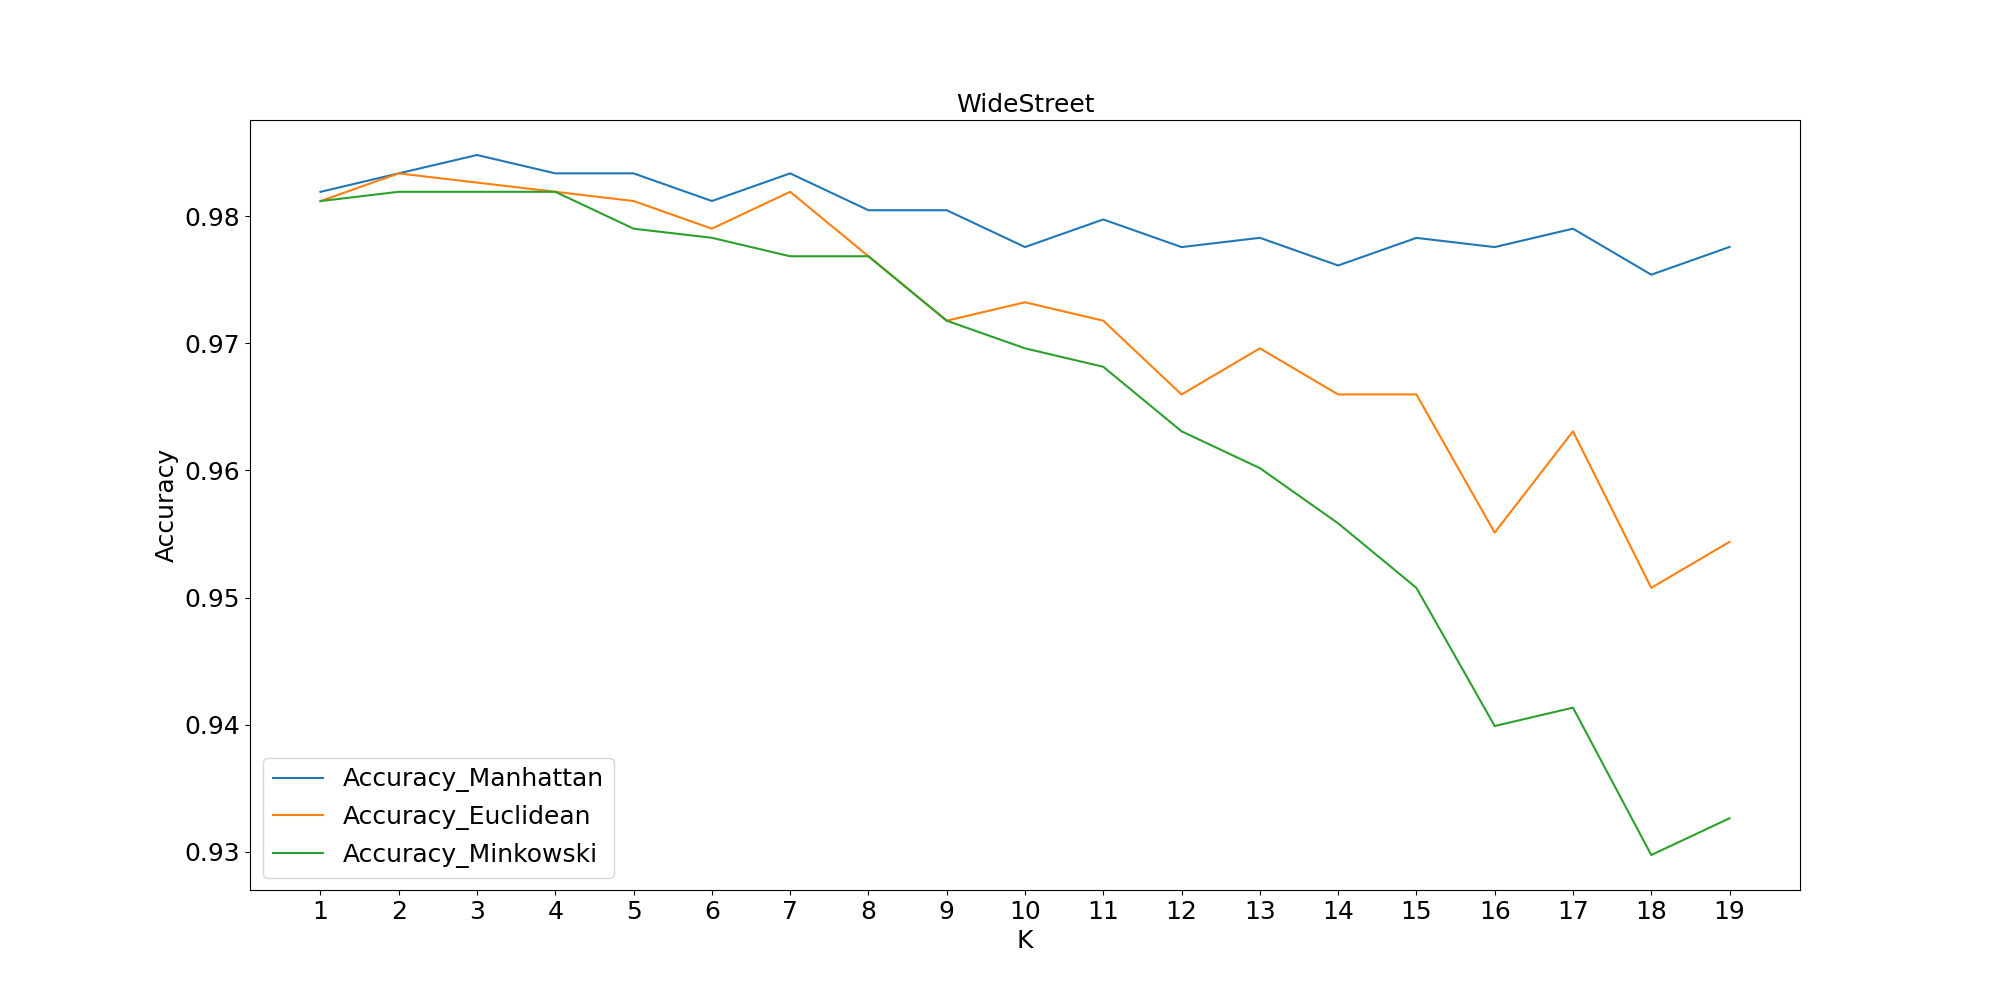 WideStreet
Accuracy
0.98
0.97
0.96
0.95
0.94
0.93
Accuracy_Manhattan
Accuracy_Euclidean
Accuracy_Minkowski
1 2 3 4 5 6 7 8 9 10 11 12 13 14 15 16 17 18 19
K